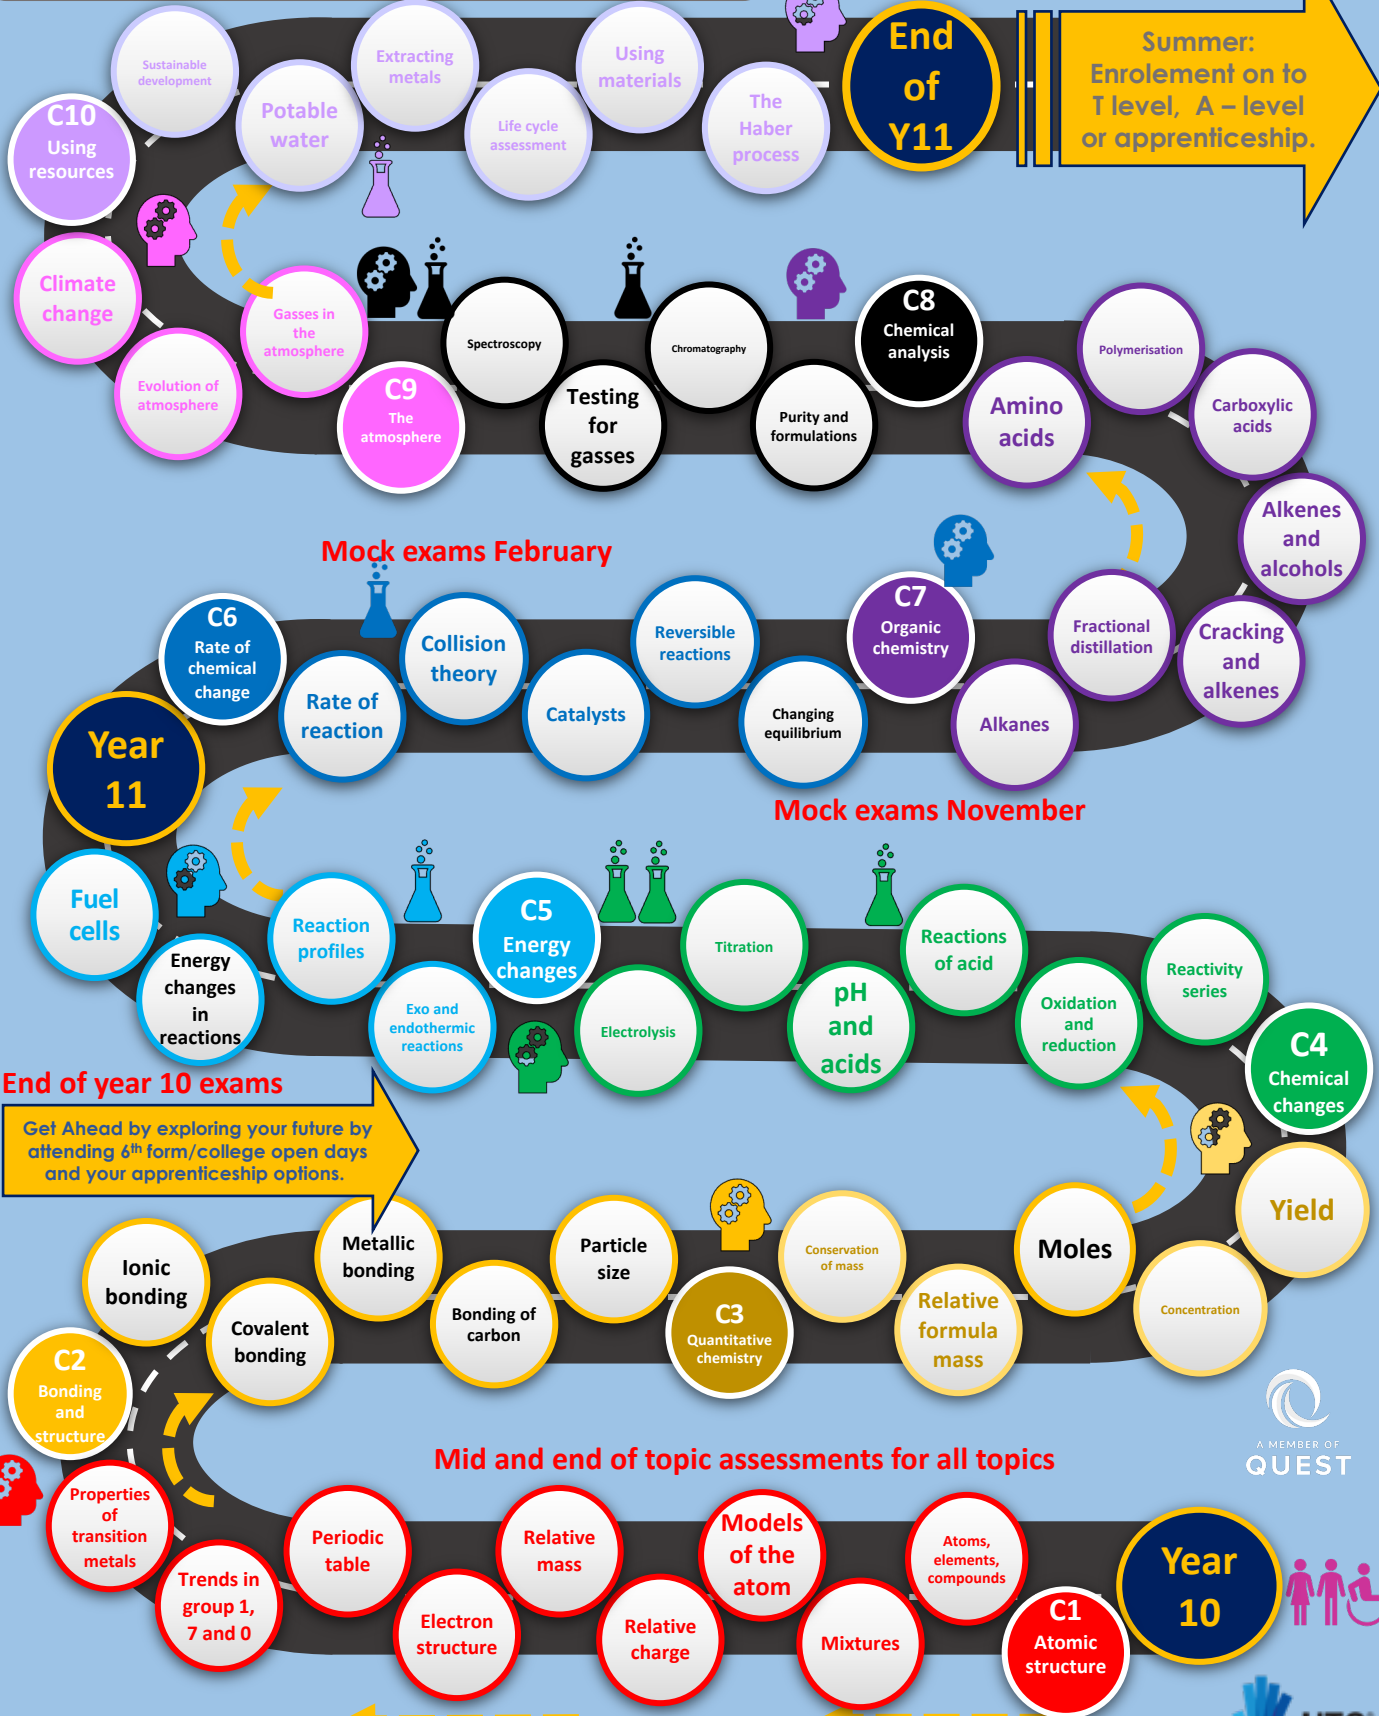 End
of
Y11
Summer:
Enrolement on to
T level, A – level
or apprenticeship.
Sustainable
development
Extracting
metals
Using
materials
Potable
water
Life cycle
assessment
The
Haber
process
C10
Using
resources
Climate
change
Evolution of
atmosphere
Gasses in
the
atmosphere
C9
The
atmosphere
Spectroscopy
Testing
for
gasses
Chromatography
Purity and
formulations
C8
Chemical
analysis
Amino
acids
Polymerisation
Carboxylic
acids
Alkenes
and
alcohols
Cracking
and
alkenes
Fractional
distillation
Mock exams February
C6
Rate of
chemical
change
Rate of
reaction
Collision
theory
Catalysts
Reversible
reactions
Changing
equilibrium
C7
Organic
chemistry
Alkanes
Year
11
Mock exams November
Fuel
cells
Energy
changes
in
reactions
Reaction
profiles
Exo and
endothermic
reactions
C5
Energy
changes
Electrolysis
Titration
pH
and
acids
Reactions
of acid
Oxidation
and
reduction
Reactivity
series
C4
Chemical
changes
End of year 10 exams
Get Ahead by exploring your future by
attending 6th form/college open days
and your apprenticeship options.
Yield
Concentration
Moles
Relative
formula
mass
Conservation
of mass
C3
Quantitative
chemistry
Particle
size
Bonding of
carbon
Metallic
bonding
Covalent
bonding
Ionic
bonding
C2
Bonding
and
structure
A MEMBER OF
QUEST
Mid and end of topic assessments for all topics
Properties
of
transition
metals
Trends in
group 1,
7 and 0
Periodic
table
Electron
structure
Relative
mass
Relative
charge
Models
of the
atom
Mixtures
Atoms,
elements,
compounds
C1
Atomic
structure
Year
10